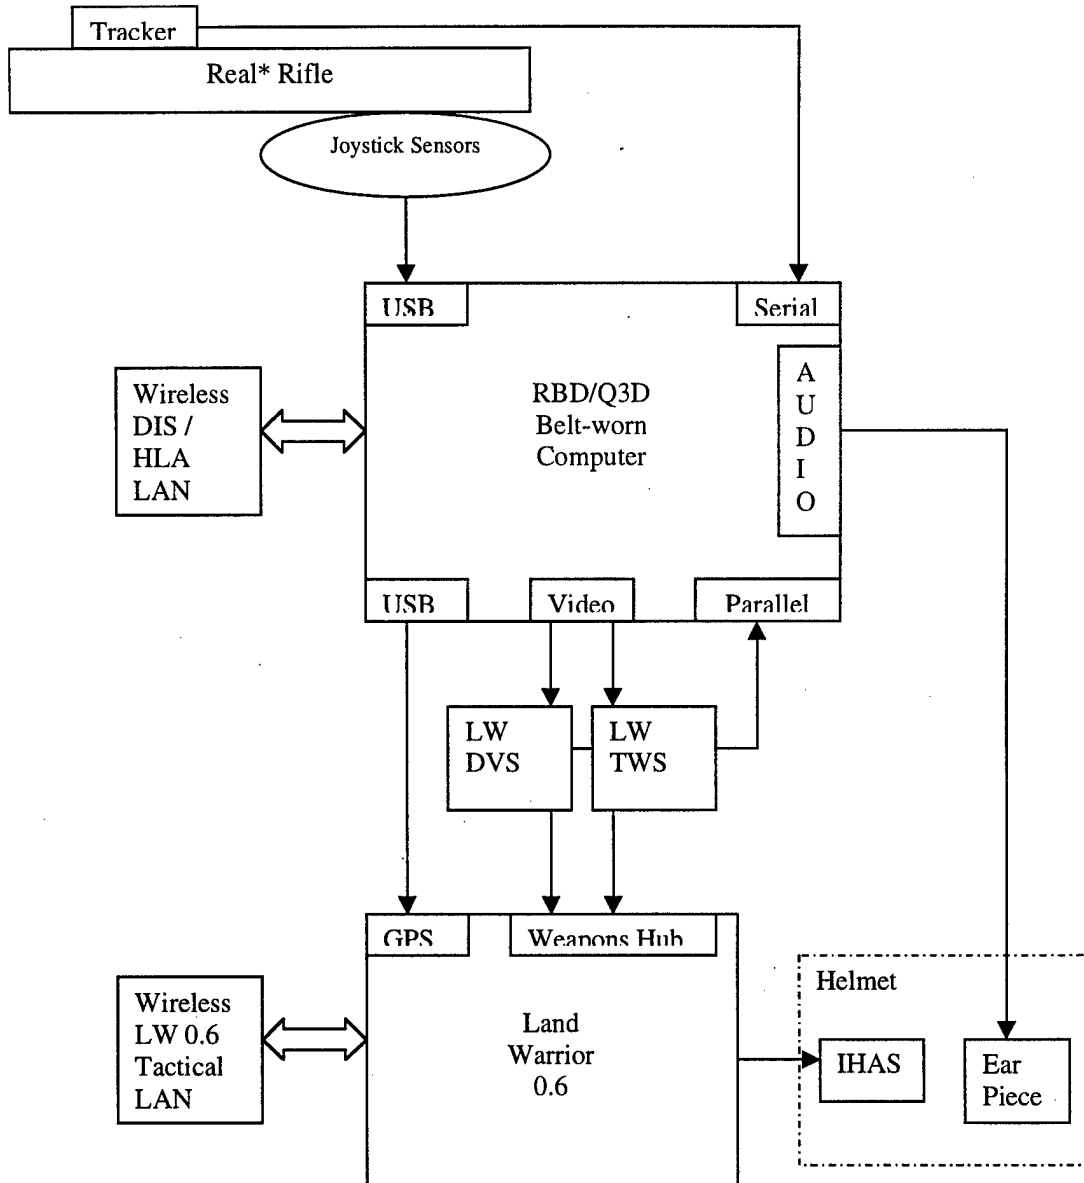 Tracker
Real* Rifle
Joystick Sensors
USB
Serial
Wireless
DIS /
HLA
LAN
RBD/Q3D
Belt-worn
Computer
A
U
D
I
O
USB
Video
Parallel
LW
DVS
LW
TWS
GPS
Weapons Hub
Wireless
LW 0.6
Tactical
LAN
Land
Warrior
0.6
Helmet
IHAS
Ear
Piece